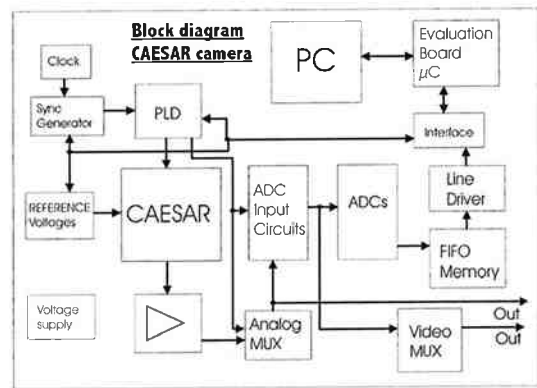 Block diagram
CAESAR camera
Clock
Sync
Generator
PLD
PC
Evaluation
Board
μC
Interface
REFERENCE
Voltages
CAESAR
ADC
Input
Circuits
ADCs
Line
Driver
FIFO
Memory
Voltage
supply
Analog
MUX
Video
MUX
Out
Out